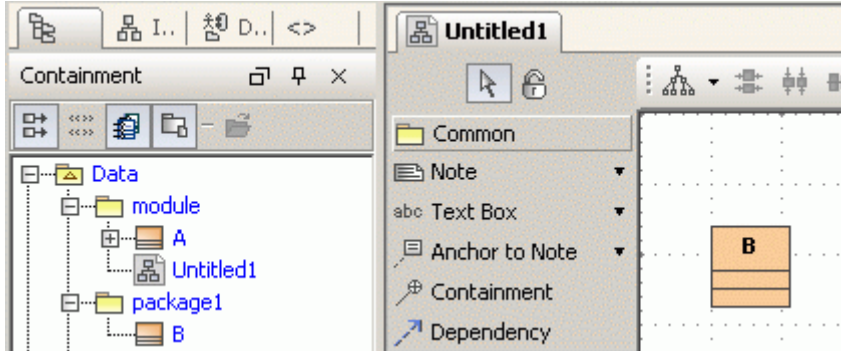 I..
D..
<>
Containment
Data
module
A
Untitled1
package1
B
Untitled1
Common
Note
abc Text Box
Anchor to Note
Containment
Dependency
B